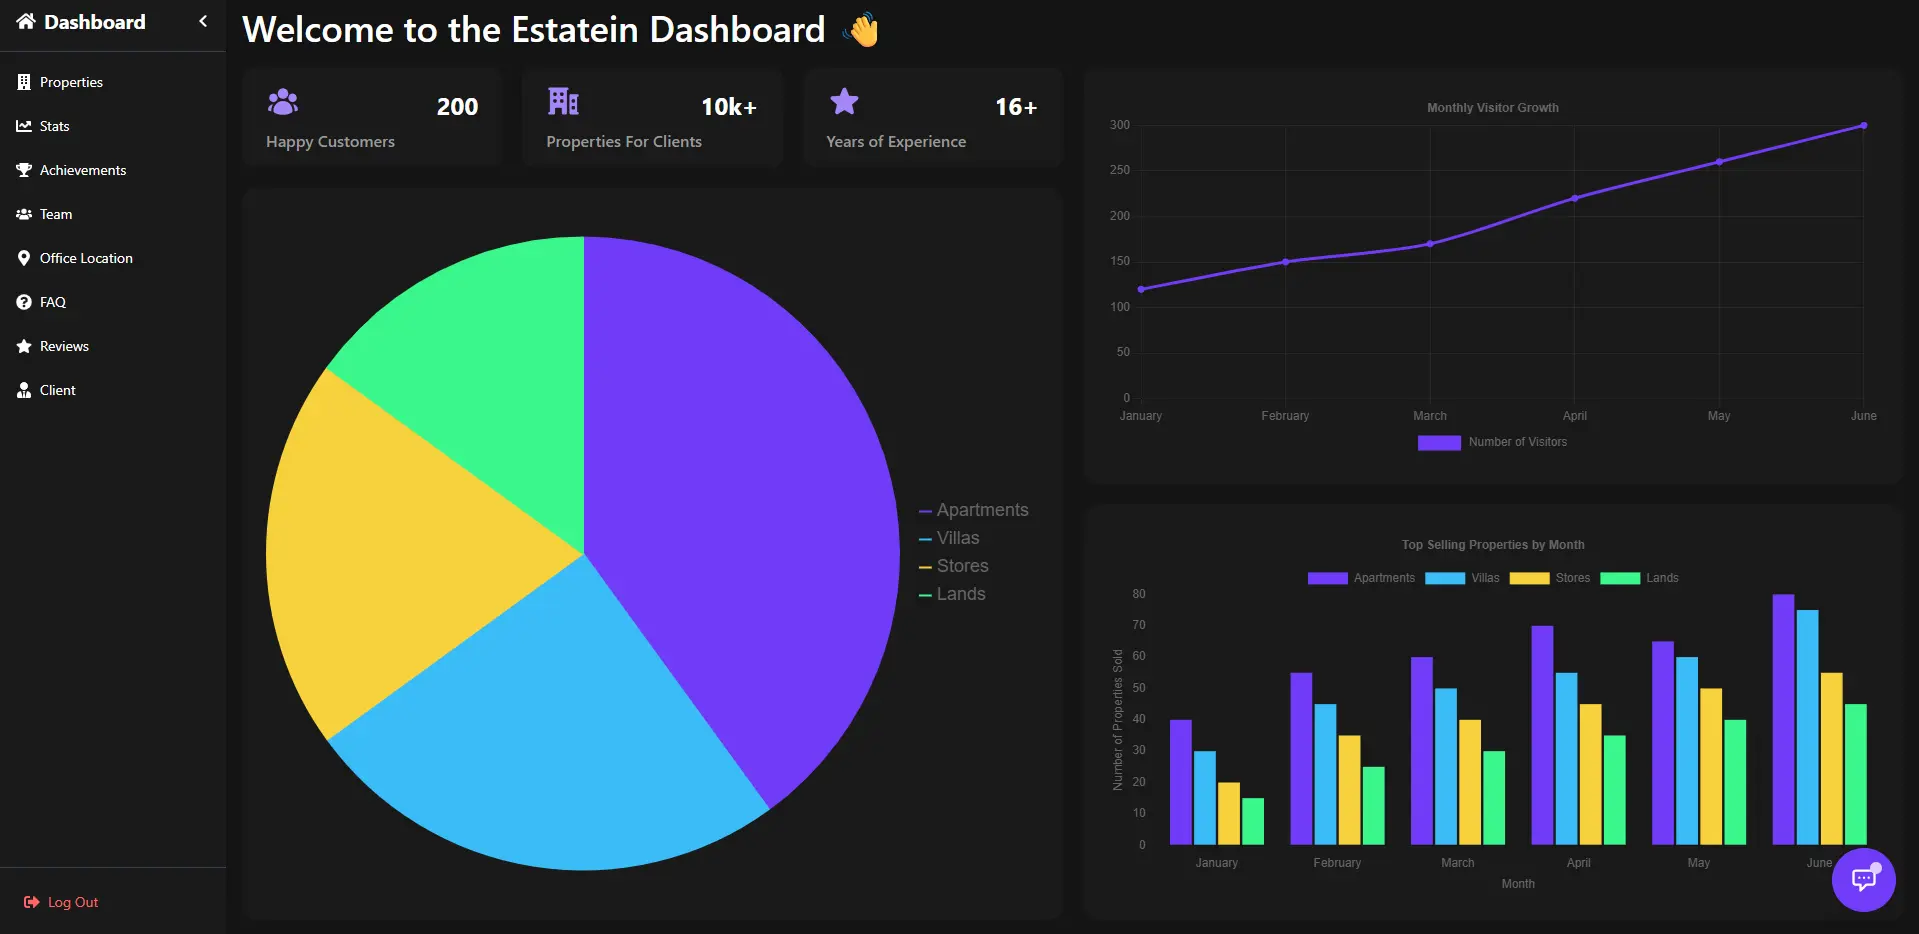 Dashboard
Properties
Stats
Achievements
Team
Office Location
FAQ
Reviews
Client
Log Out
Welcome to the Estatein Dashboard 👋
200
Happy Customers
10k+
Properties For Clients
16+
Years of Experience
Apartments
Villas
Stores
Lands
Monthly Visitor Growth
300
250
200
150
100
50
0
January February March April May June
Number of Visitors
Top Selling Properties by Month
Apartments Villas Stores Lands
Number of Properties Sold
80
70
60
50
40
30
20
10
0
January February March April May June
Month